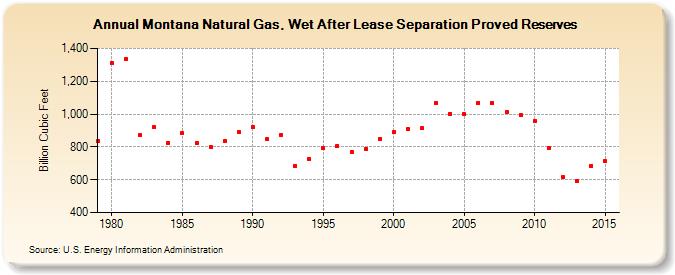 Annual Montana Natural Gas, Wet After Lease Separation Proved Reserves
Billion Cubic Feet
1,400
1,200
1,000
800
600
400
1980 1985 1990 1995 2000 2005 2010 2015
Source: U.S. Energy Information Administration